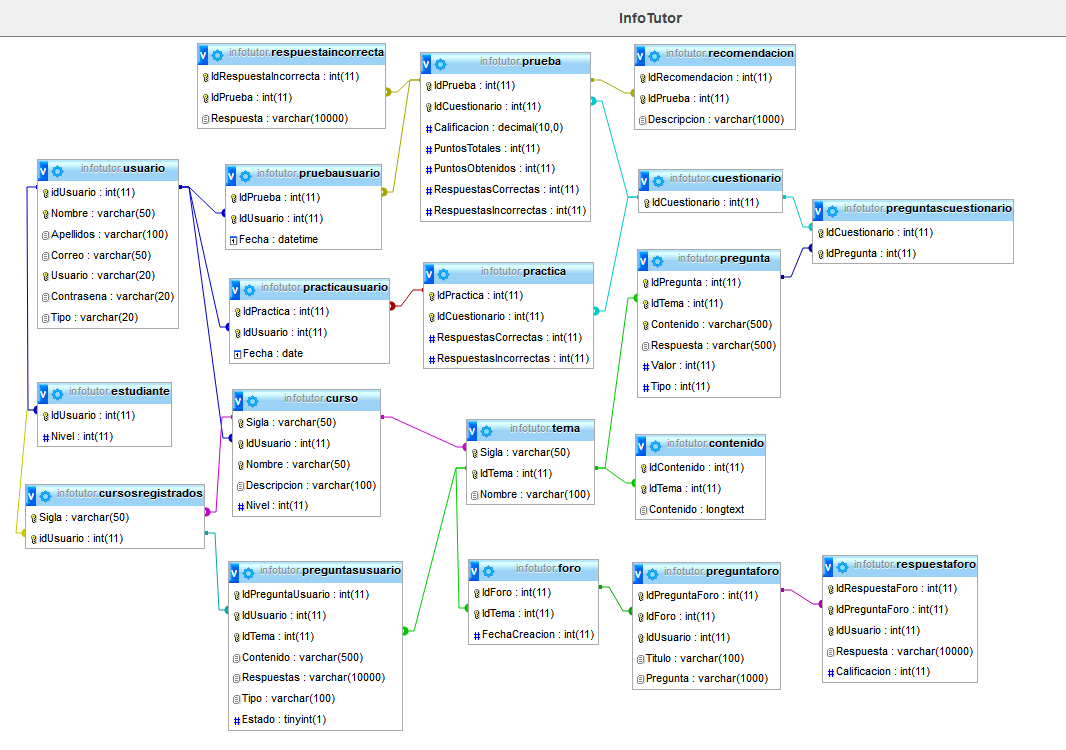 InfoTutor
infotutor.respuestaincorrecta
IdRespuestaIncorrecta : int(11)
IdPrueba : int(11)
Respuesta : varchar(10000)
infotutor.prueba
IdPrueba : int(11)
IdCuestionario : int(11)
Calificacion : decimal(10,0)
PuntosTotales : int(11)
PuntosObtenidos : int(11)
RespuestasCorrectas : int(11)
RespuestasIncorrectas : int(11)
infotutor.recomendacion
IdRecomendacion : int(11)
IdPrueba : int(11)
Descripcion : varchar(1000)
infotutor.usuario
idUsuario : int(11)
Nombre : varchar(50)
Apellidos : varchar(100)
Correo : varchar(50)
Usuario : varchar(20)
Contrasena : varchar(20)
Tipo : varchar(20)
infotutor.pruebausuario
IdPrueba : int(11)
IdUsuario : int(11)
Fecha : datetime
infotutor.cuestionario
IdCuestionario : int(11)
infotutor.preguntascuestionario
IdCuestionario : int(11)
IdPregunta : int(11)
infotutor.practicausuario
IdPractica : int(11)
IdUsuario : int(11)
Fecha : date
infotutor.practica
IdPractica : int(11)
IdCuestionario : int(11)
RespuestasCorrectas : int(11)
RespuestasIncorrectas : int(11)
infotutor.pregunta
IdPregunta : int(11)
IdTema : int(11)
Contenido : varchar(500)
Respuesta : varchar(500)
Valor : int(11)
Tipo : int(11)
infotutor.estudiante
IdUsuario : int(11)
Nivel : int(11)
infotutor.curso
Sigla : varchar(50)
IdUsuario : int(11)
Nombre : varchar(50)
Descripcion : varchar(100)
Nivel : int(11)
infotutor.tema
Sigla : varchar(50)
IdTema : int(11)
Nombre : varchar(100)
infotutor.contenido
IdContenido : int(11)
IdTema : int(11)
Contenido : longtext
infotutor.cursosregistrados
Sigla : varchar(50)
idUsuario : int(11)
infotutor.preguntasusuario
IdPreguntaUsuario : int(11)
IdUsuario : int(11)
IdTema : int(11)
Contenido : varchar(500)
Respuestas : varchar(10000)
Tipo : varchar(100)
Estado : tinyint(1)
infotutor.foro
IdForo : int(11)
IdTema : int(11)
FechaCreacion : int(11)
infotutor.preguntaforo
IdPreguntaForo : int(11)
IdForo : int(11)
IdUsuario : int(11)
Titulo : varchar(100)
Pregunta : varchar(1000)
infotutor.respuestaforo
IdRespuestaForo : int(11)
IdPreguntaForo : int(11)
IdUsuario : int(11)
Respuesta : varchar(10000)
Calificacion : int(11)